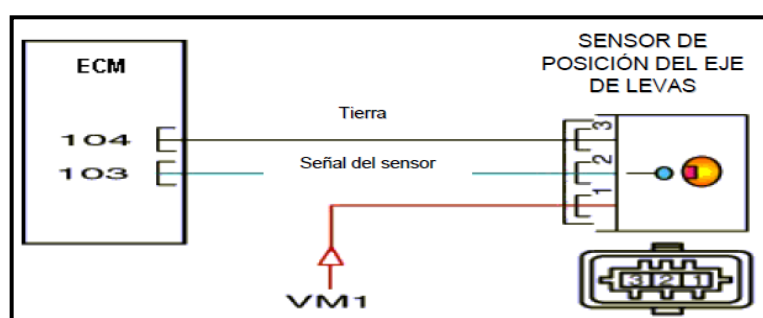 SENSOR DE
POSICIÓN DEL EJE
DE LEVAS
ECM
Tierra
104
3
Señal del sensor
103
2
1
VM1
3 2 1